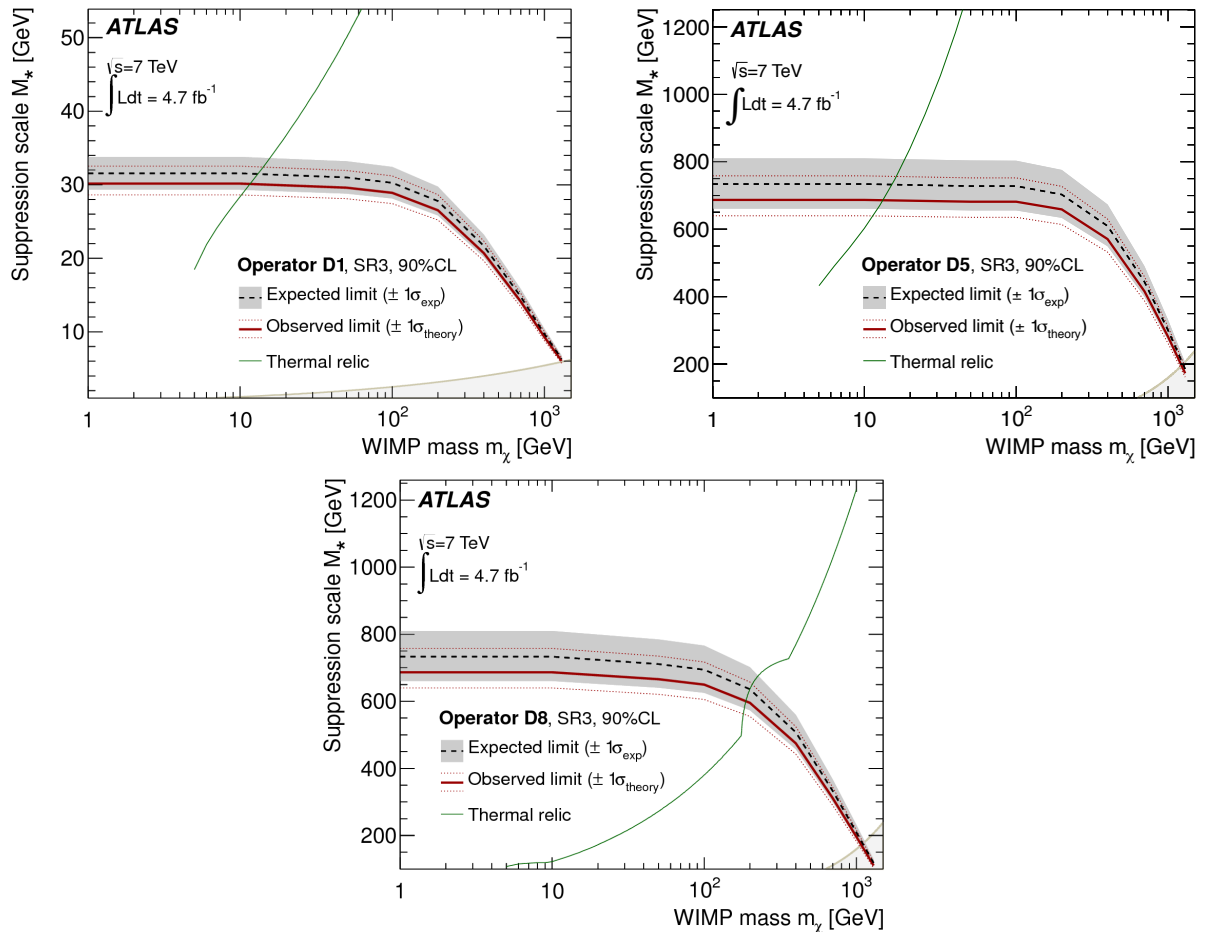 ATLAS
√s=7 TeV
∫Ldt = 4.7 fb⁻¹
Suppression scale M★ [GeV]
50
40
30
20
10
Operator D1, SR3, 90%CL
Expected limit (± 1σexp)
Observed limit (± 1σtheory)
Thermal relic
1 10 10² 10³
WIMP mass mχ [GeV]
ATLAS
√s=7 TeV
∫Ldt = 4.7 fb⁻¹
Suppression scale M★ [GeV]
1200
1000
800
600
400
200
Operator D5, SR3, 90%CL
Expected limit (± 1σexp)
Observed limit (± 1σtheory)
Thermal relic
1 10 10² 10³
WIMP mass mχ [GeV]
ATLAS
√s=7 TeV
∫Ldt = 4.7 fb⁻¹
Suppression scale M★ [GeV]
1200
1000
800
600
400
200
Operator D8, SR3, 90%CL
Expected limit (± 1σexp)
Observed limit (± 1σtheory)
Thermal relic
1 10 10² 10³
WIMP mass mχ [GeV]